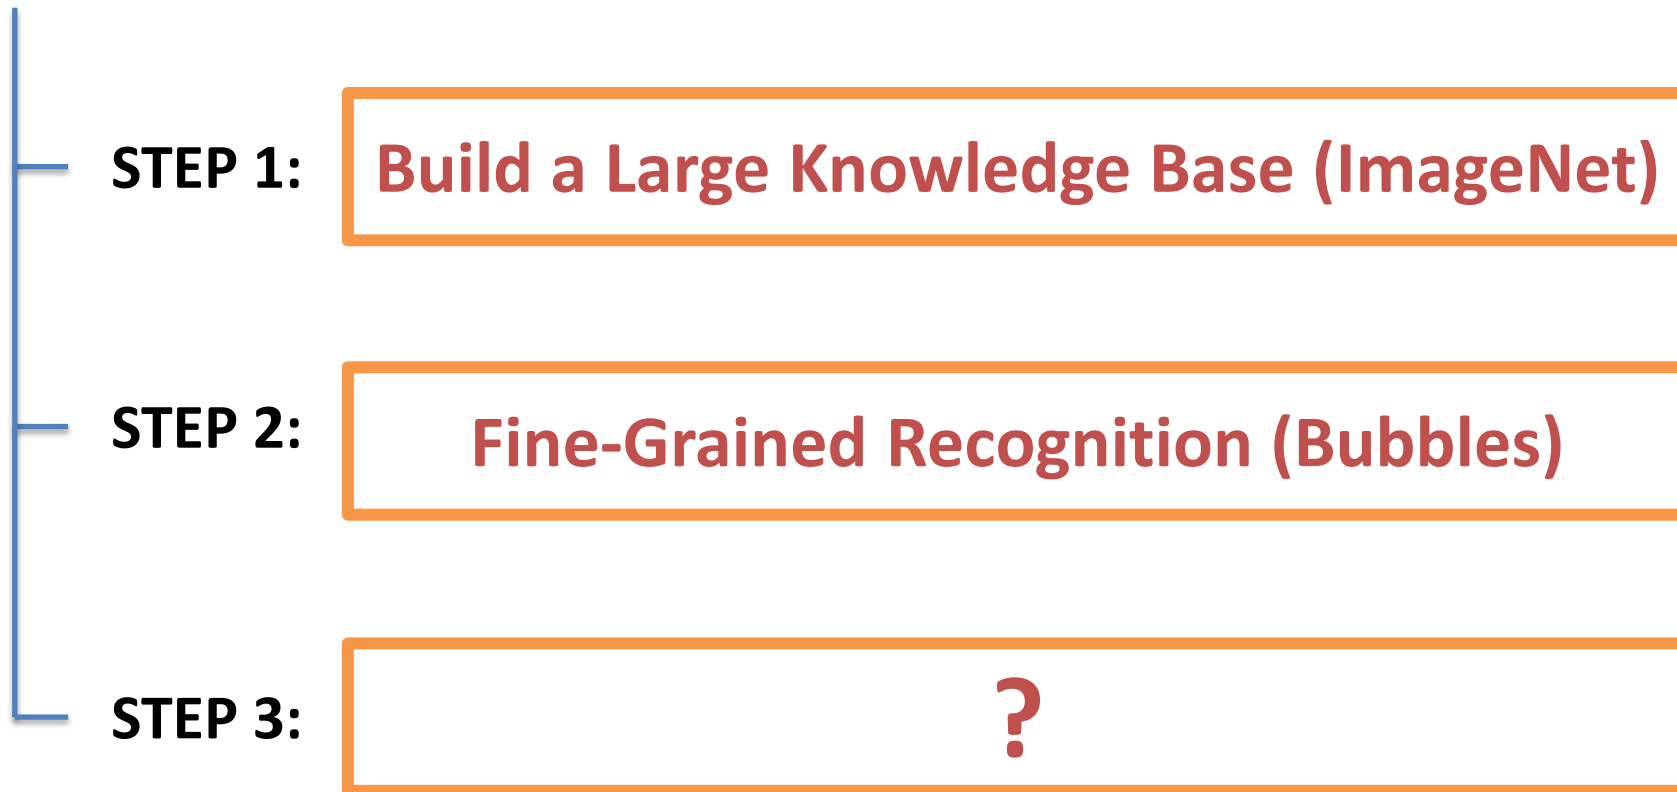 STEP 1: Build a Large Knowledge Base (ImageNet)
STEP 2: Fine-Grained Recognition (Bubbles)
STEP 3: ?